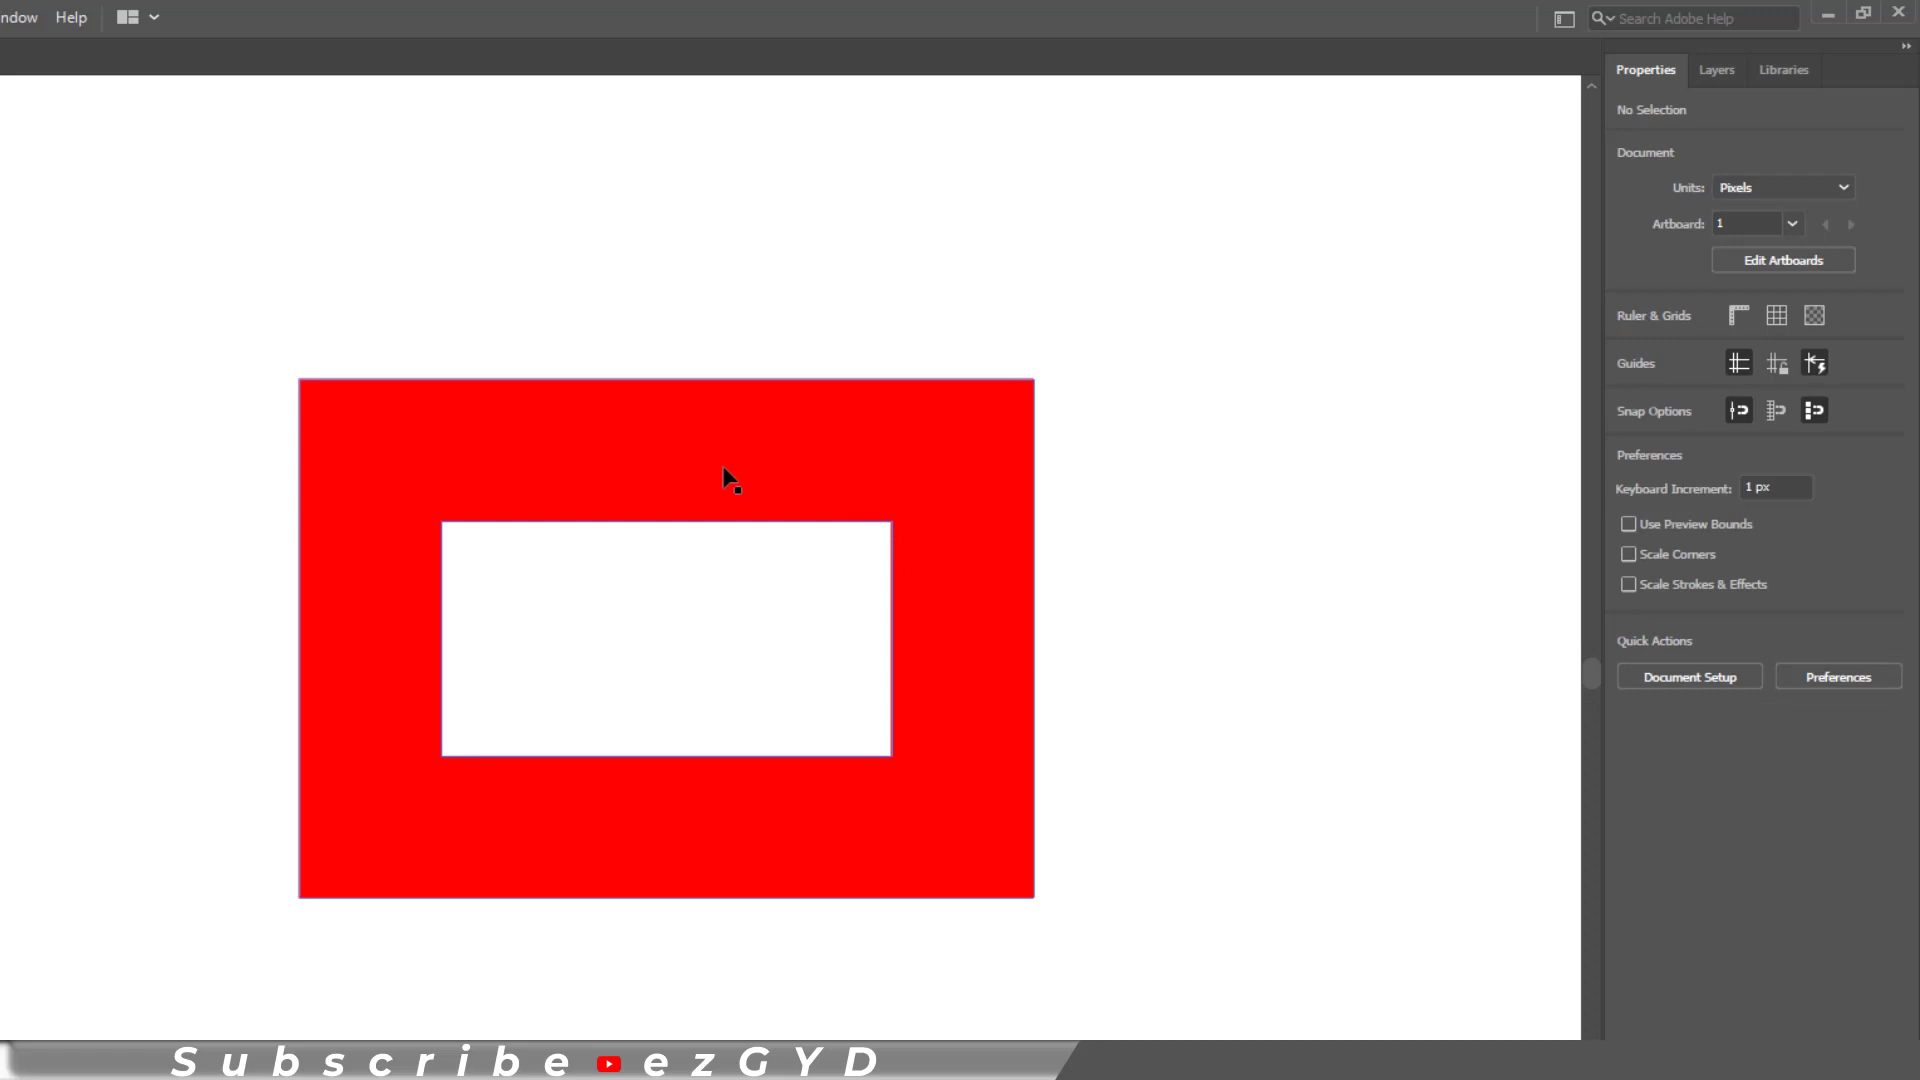 ndow Help
Search Adobe Help
Properties Layers Libraries
No Selection
Document
Units: Pixels
Artboard: 1
Edit Artboards
Ruler & Grids
Guides
Snap Options
Preferences
Keyboard Increment: 1 px
Use Preview Bounds
Scale Corners
Scale Strokes & Effects
Quick Actions
Document Setup Preferences
Subscribe ezGYD